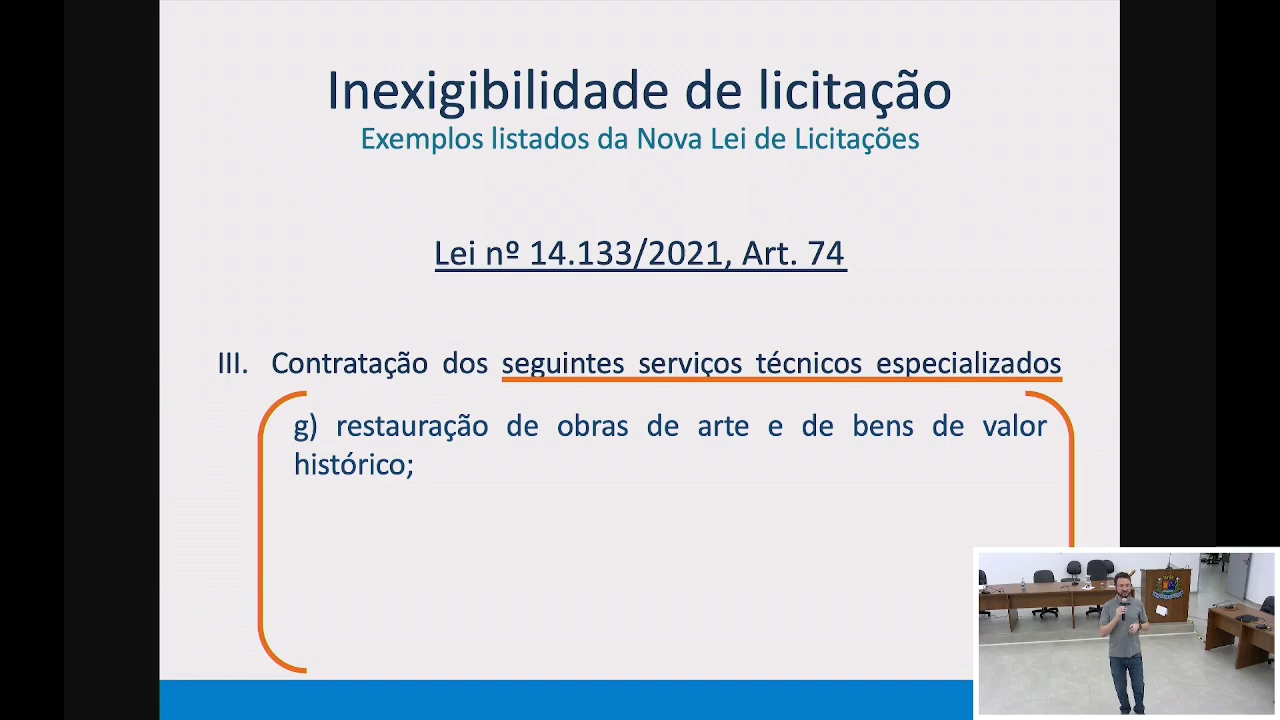 Inexigibilidade de licitação
Exemplos listados da Nova Lei de Licitações
Lei nº 14.133/2021, Art. 74
III. Contratação dos seguintes serviços técnicos especializados
g) restauração de obras de arte e de bens de valor
histórico;